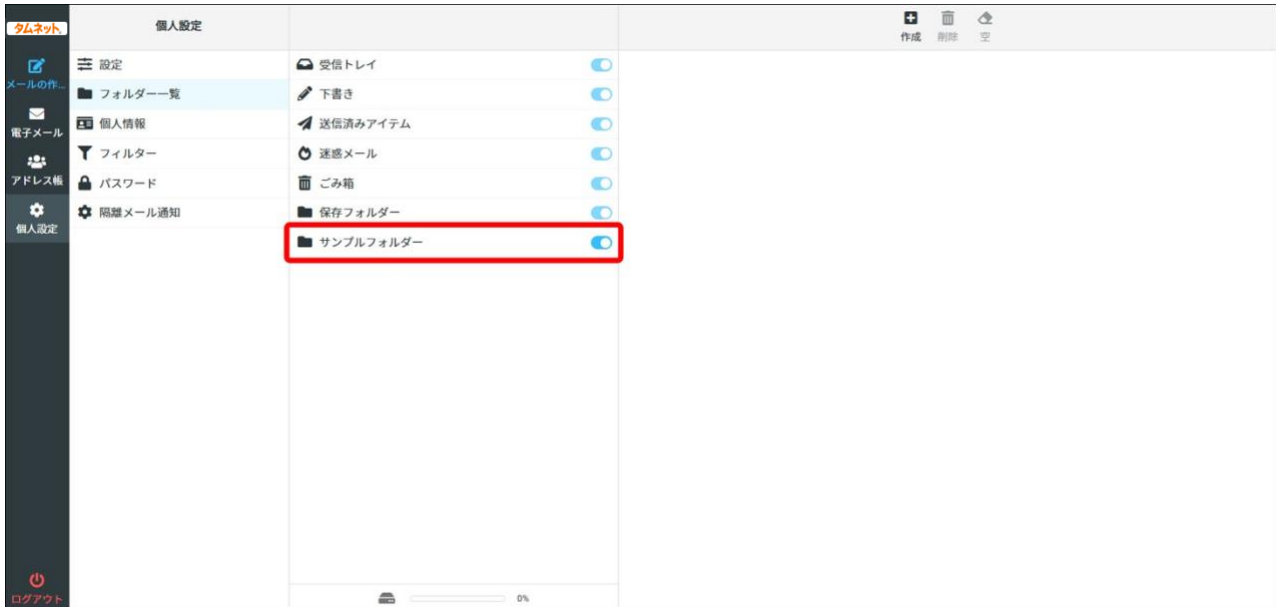 タムネット
メールの作...
電子メール
アドレス帳
個人設定
ログアウト
個人設定
設定
フォルダー一覧
個人情報
フィルター
パスワード
隔離メール通知
受信トレイ
下書き
送信済みアイテム
迷惑メール
ごみ箱
保存フォルダー
サンプルフォルダー
0%
作成 削除 空